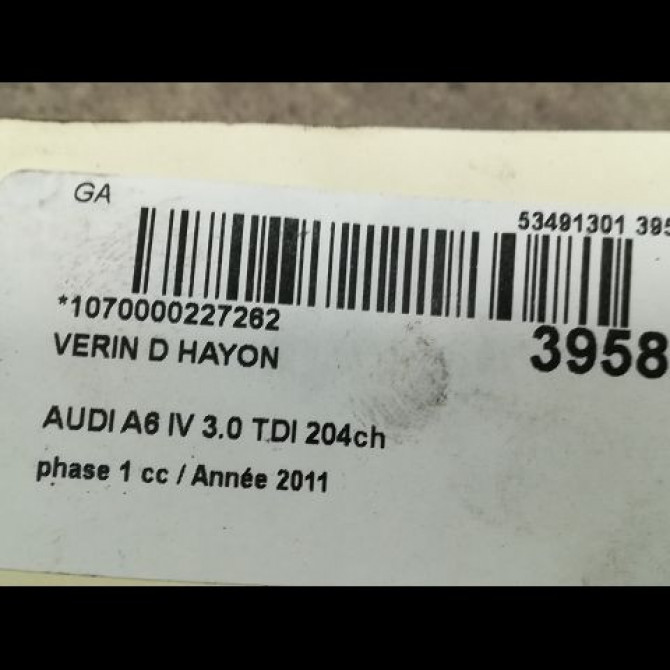 GA
53491301 395
*1070000227262
3958
VERIN D HAYON
AUDI A6 IV 3.0 TDI 204ch
phase 1 cc / Année 2011